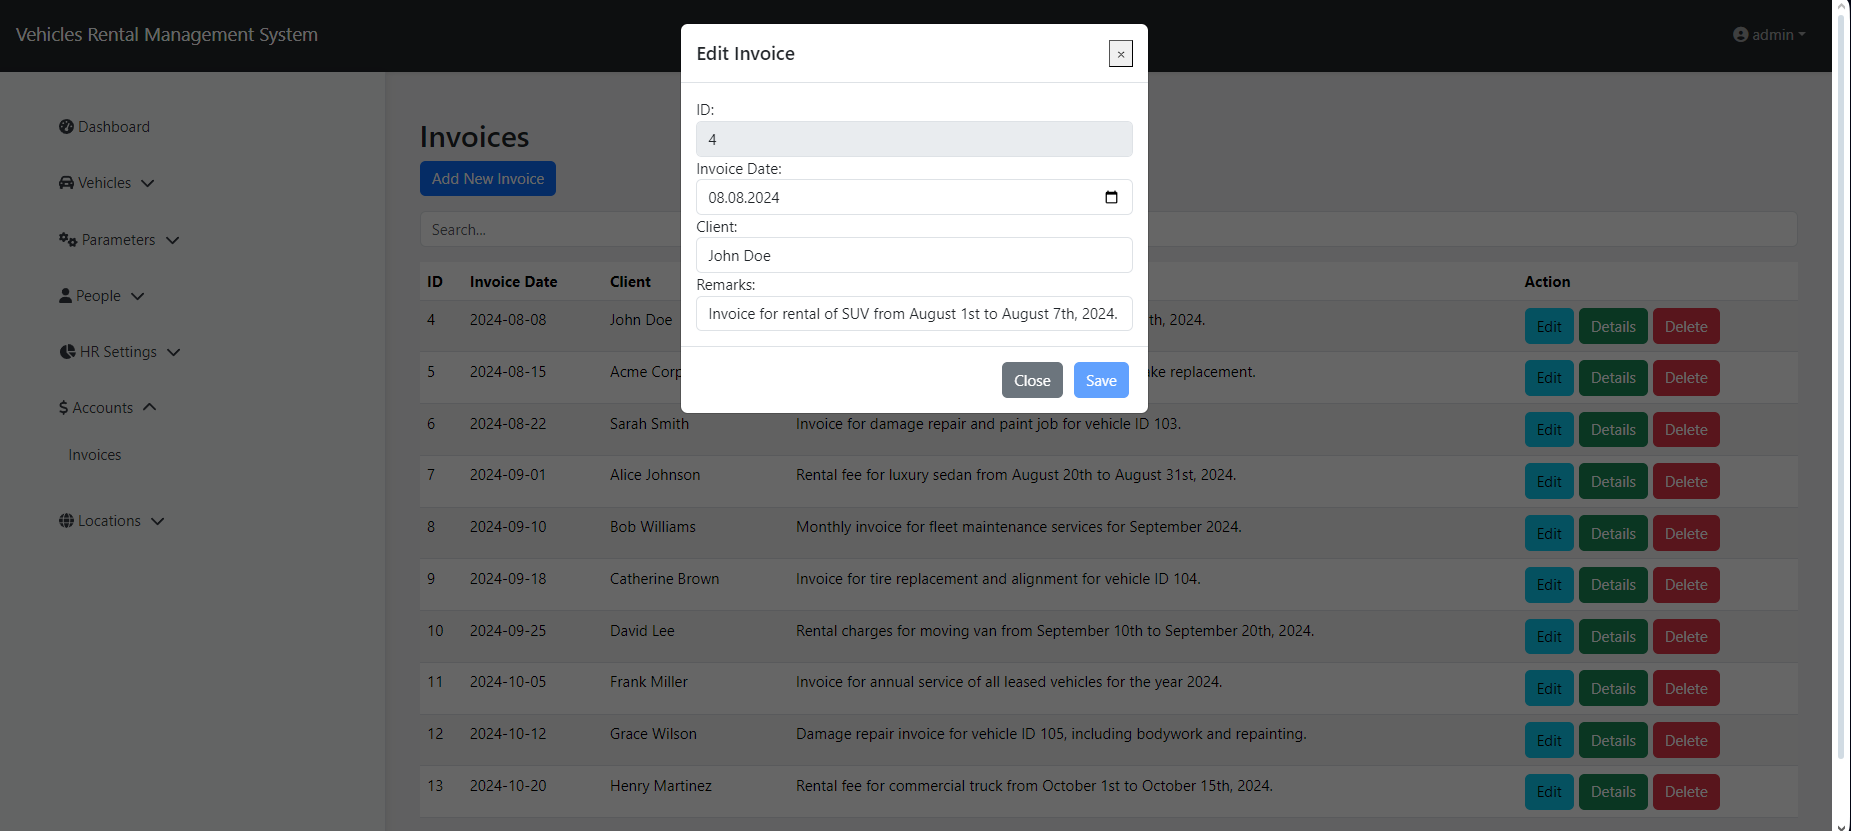 Vehicles Rental Management System
admin
Dashboard
Vehicles
Parameters
People
HR Settings
$ Accounts
Invoices
Locations
Invoices
Add New Invoice
Search...
ID Invoice Date Client Action
4 2024-08-08 John Doe th, 2024. Edit Details Delete
5 2024-08-15 Acme Corp ke replacement. Edit Details Delete
6 2024-08-22 Sarah Smith Invoice for damage repair and paint job for vehicle ID 103. Edit Details Delete
7 2024-09-01 Alice Johnson Rental fee for luxury sedan from August 20th to August 31st, 2024. Edit Details Delete
8 2024-09-10 Bob Williams Monthly invoice for fleet maintenance services for September 2024. Edit Details Delete
9 2024-09-18 Catherine Brown Invoice for tire replacement and alignment for vehicle ID 104. Edit Details Delete
10 2024-09-25 David Lee Rental charges for moving van from September 10th to September 20th, 2024. Edit Details Delete
11 2024-10-05 Frank Miller Invoice for annual service of all leased vehicles for the year 2024. Edit Details Delete
12 2024-10-12 Grace Wilson Damage repair invoice for vehicle ID 105, including bodywork and repainting. Edit Details Delete
13 2024-10-20 Henry Martinez Rental fee for commercial truck from October 1st to October 15th, 2024. Edit Details Delete
Edit Invoice ×
ID:
4
Invoice Date:
08.08.2024
Client:
John Doe
Remarks:
Invoice for rental of SUV from August 1st to August 7th, 2024.
Close Save